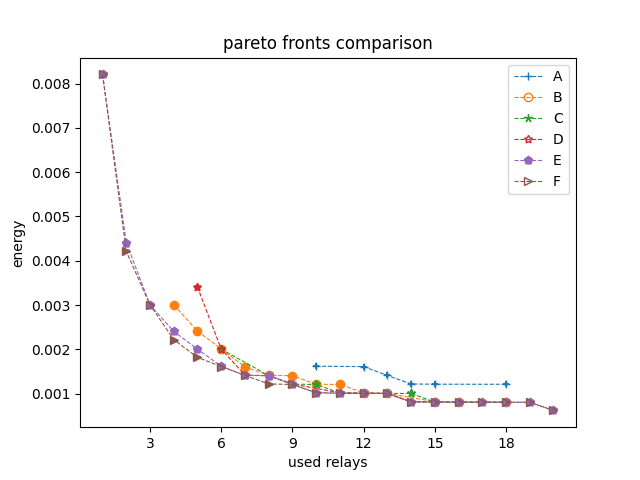 pareto fronts comparison
A
B
C
D
E
F
0.008
0.007
0.006
0.005
0.004
0.003
0.002
0.001
energy
3 6 9 12 15 18
used relays